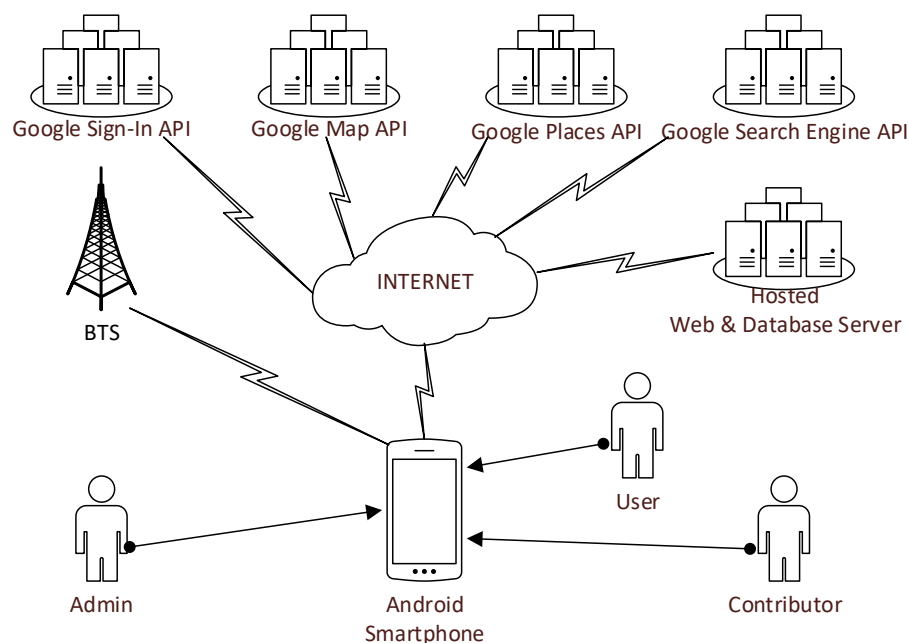 Google Sign-In API
Google Map API
Google Places API
Google Search Engine API
INTERNET
Hosted
Web & Database Server
BTS
User
Admin
Android
Smartphone
Contributor